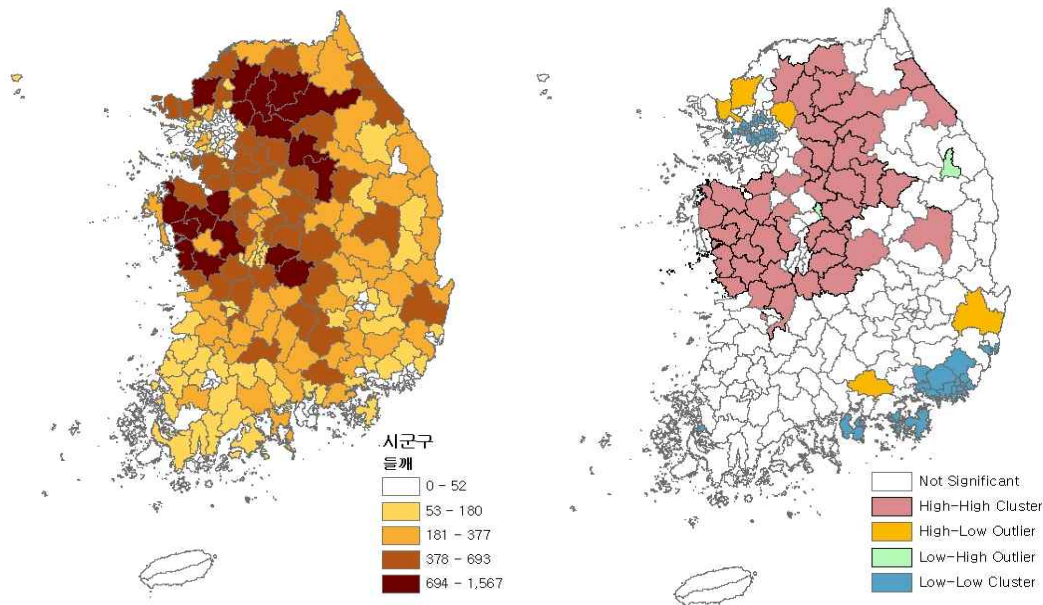 시군구
들깨
0 - 52
53 - 180
181 - 377
378 - 693
694 - 1,567
Not Significant
High-High Cluster
High-Low Outlier
Low-High Outlier
Low-Low Cluster